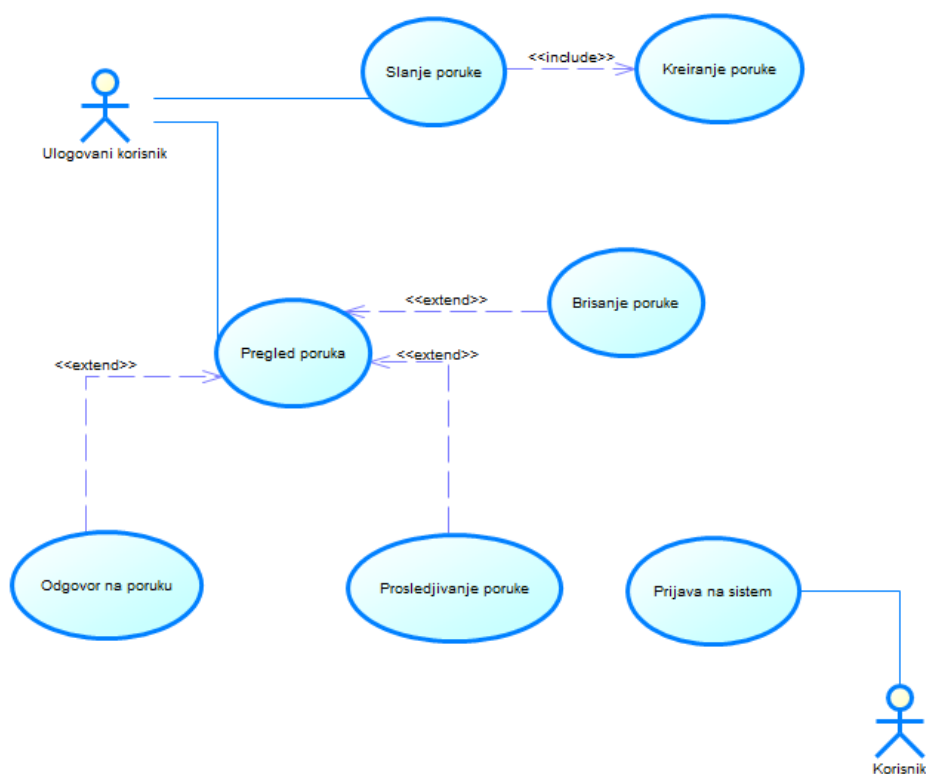 Slanje poruke
<<include>>
Kreiranje poruke
Ulogovani korisnik
Brisanje poruke
<<extend>>
Pregled poruka
<<extend>>
<<extend>>
Odgovor na poruku
Prosledjivanje poruke
Prijava na sistem
Korisnik